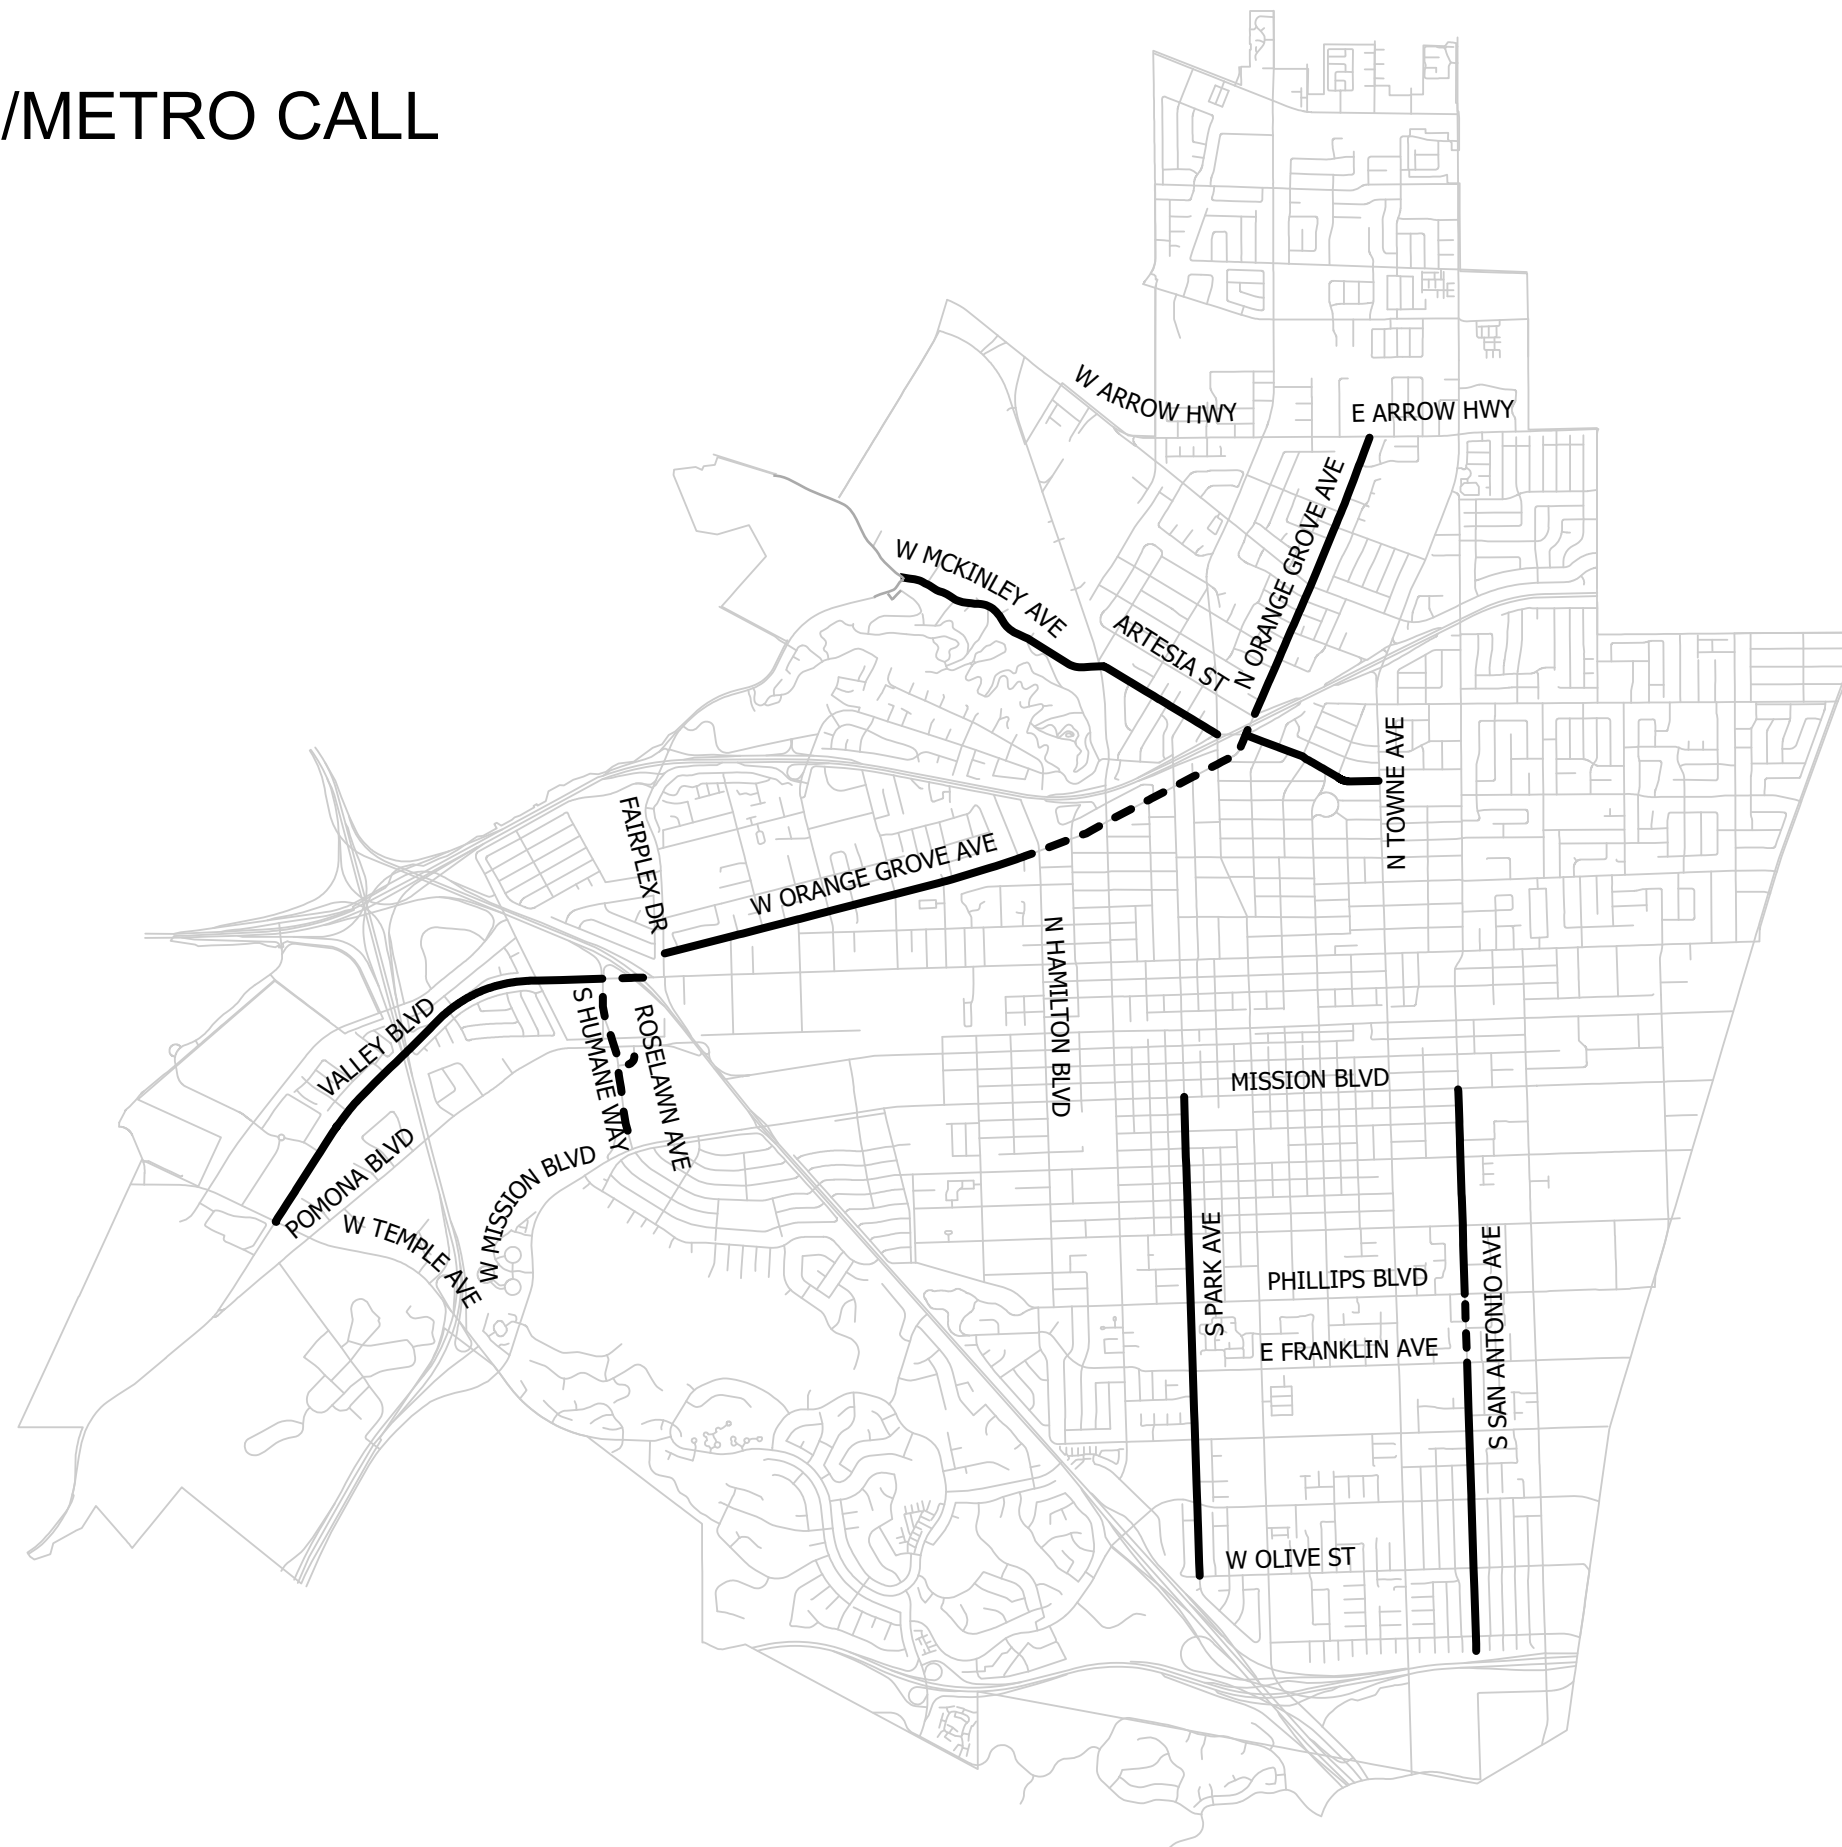 /METRO CALL
W ARROW HWY
E ARROW HWY
N ORANGE GROVE AVE
W MCKINLEY AVE
ARTESIA ST
N TOWNE AVE
FAIRPLEX DR
W ORANGE GROVE AVE
N HAMILTON BLVD
VALLEY BLVD
S HUMANE WAY
ROSELAWN AVE
MISSION BLVD
POMONA BLVD
W MISSION BLVD
W TEMPLE AVE
S PARK AVE
PHILLIPS BLVD
S SAN ANTONIO AVE
E FRANKLIN AVE
W OLIVE ST